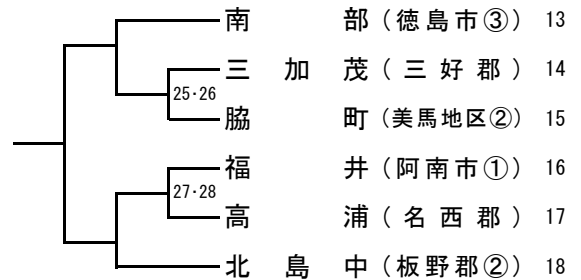 南部（徳島市③） 13
三加茂（三好郡） 14
25・26
脇町（美馬地区②） 15
福井（阿南市①） 16
27・28
高浦（名西郡） 17
北島中（板野郡②） 18